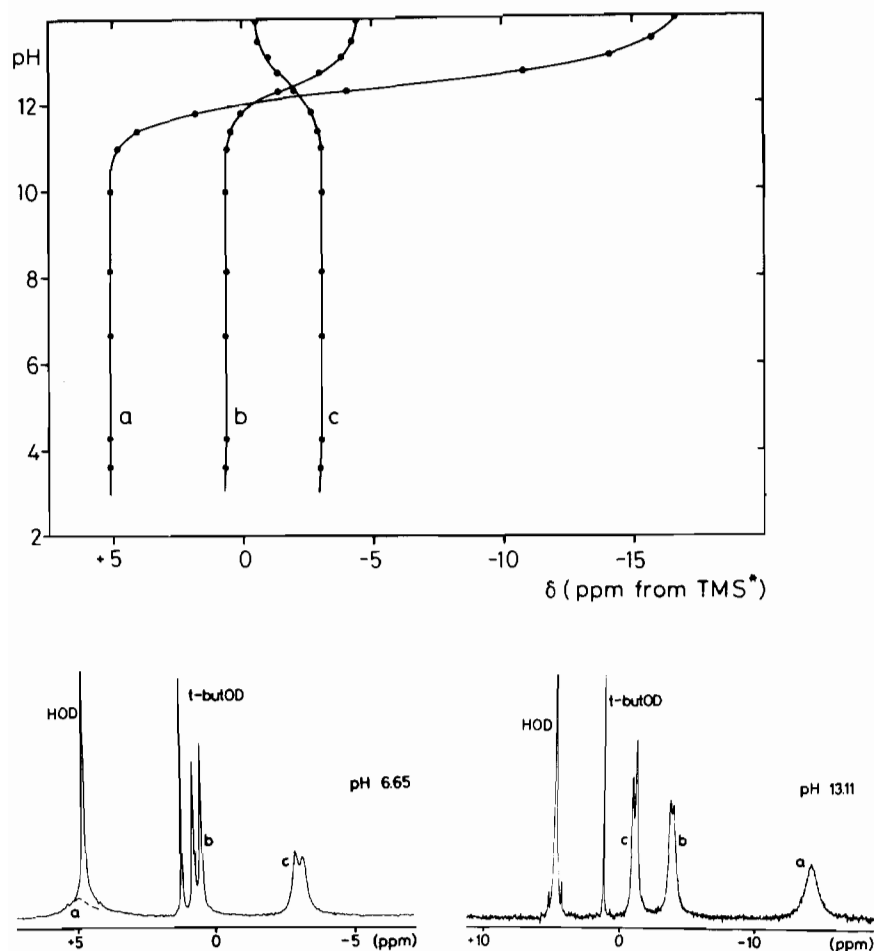 pH
12
10
8
6
4
2
a
b
c
+5
0
-5
-10
-15
δ (ppm from TMS*)
HOD
t-butOD
pH 6.65
b
c
a
+5
0
-5
(ppm)
HOD
t-butOD
pH 13.11
c
b
a
+10
0
-10
(ppm)